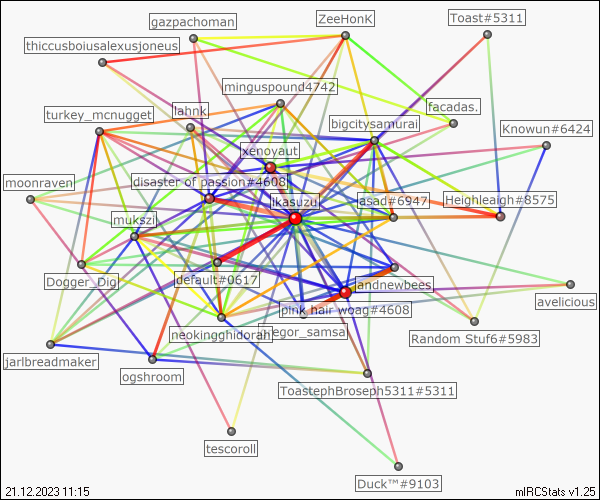 gazpachoman
ZeeHonK
Toast#5311
thiccusboiusalexusjoneus
minguspound4742
turkey_mcnugget
lahnk
facadas.
bigcitysamurai
Knowun#6424
xenoyaut
moonraven
disaster of passion#4608
ikasuzu
asad#6947
Heighleaigh#8575
mukszi
Dogger_Dig
default#0617
landnewbees
pink hair woag#4608
avelicious
neokingghidorah
gregor_samsa
Random Stuf6#5983
jarlbreadmaker
ogshroom
ToastephBroseph5311#5311
tescoroll
Duck™#9103
21.12.2023 11:15
mIRCStats v1.25